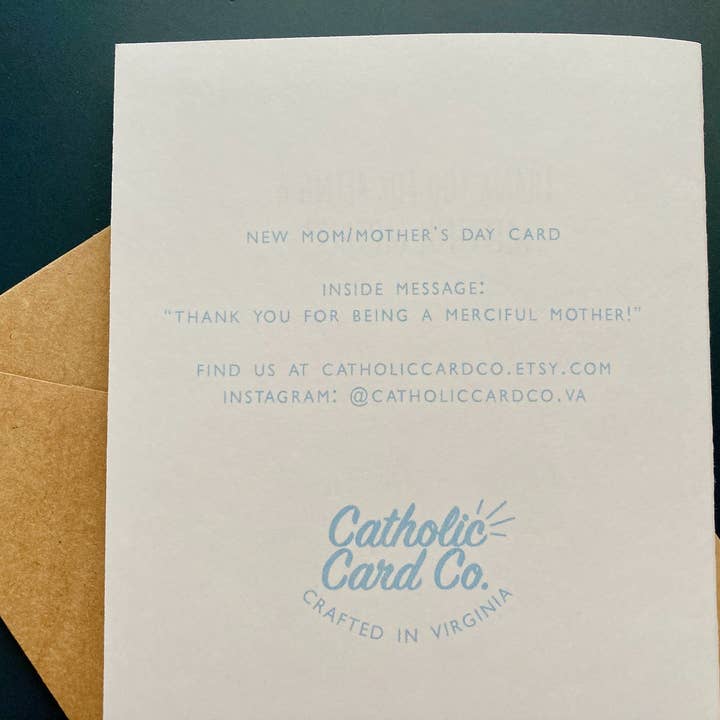 NEW MOM/MOTHER'S DAY CARD
INSIDE MESSAGE:
"THANK YOU FOR BEING A MERCIFUL MOTHER!"
FIND US AT CATHOLICCARDCO.ETSY.COM
INSTAGRAM: @CATHOLICCARDCO.VA
Catholic
Card Co.
CRAFTED IN VIRGINIA